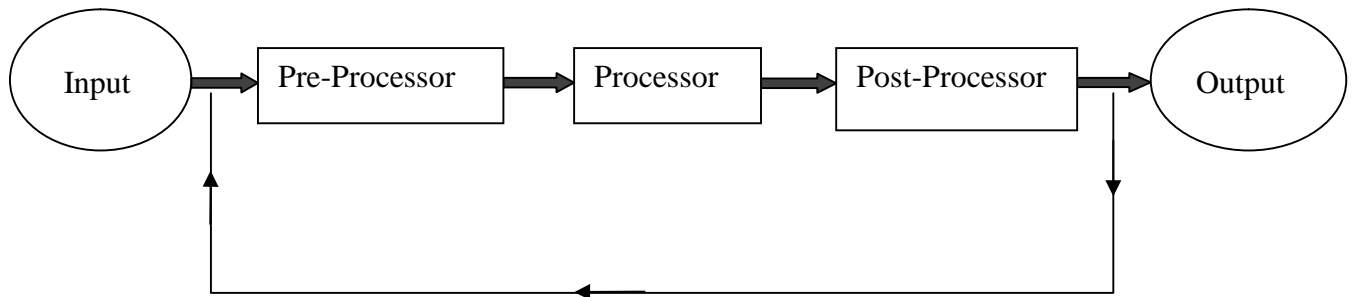 Input
Pre-Processor
Processor
Post-Processor
Output